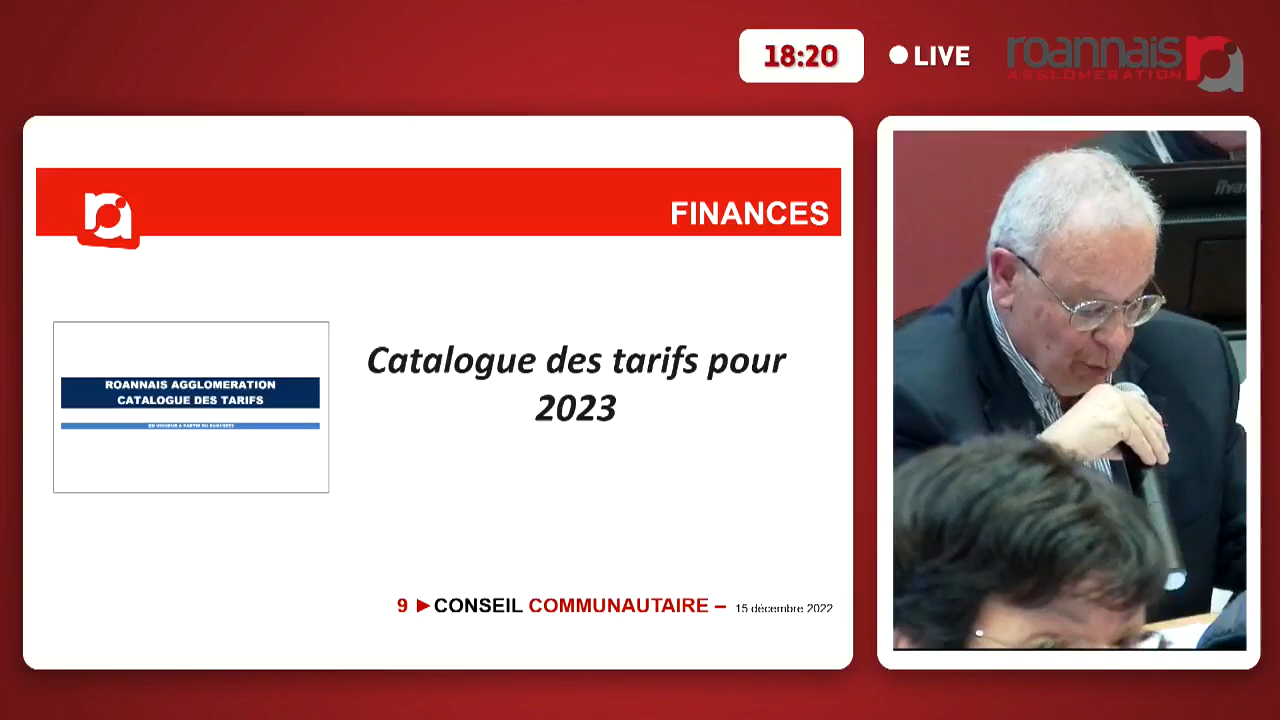 18:20
LIVE
roannais
AGGLOMERATION
FINANCES
ROANNAIS AGGLOMERATION
CATALOGUE DES TARIFS
Catalogue des tarifs pour
2023
9 ►CONSEIL COMMUNAUTAIRE – 15 décembre 2022